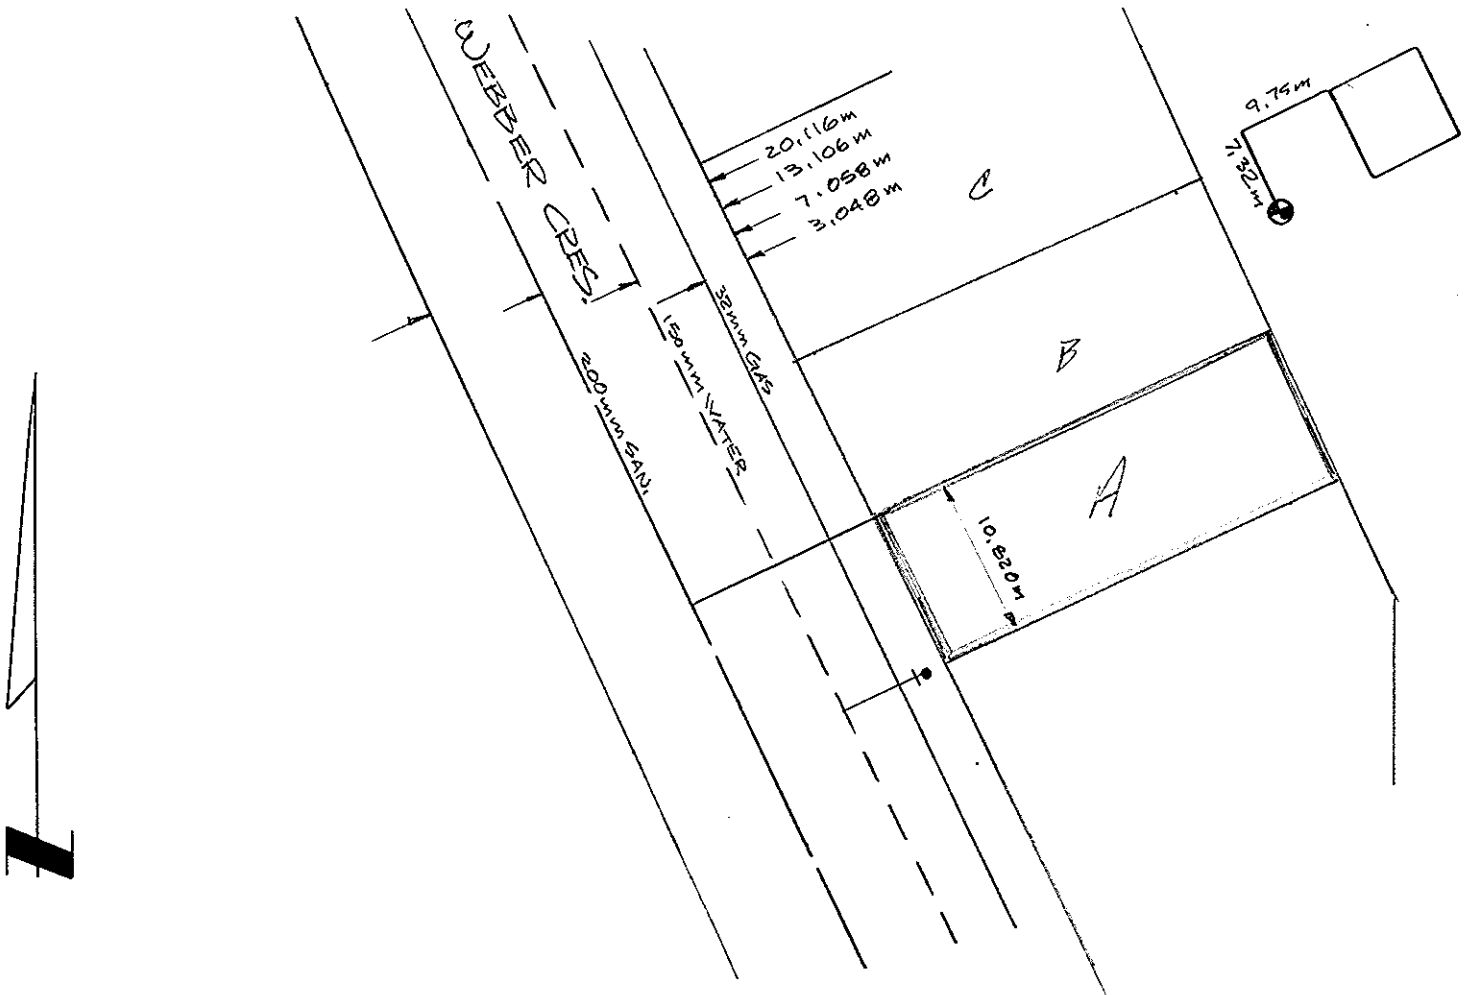 WEBBER CRES.
20.116m
13.106m
7.058m
3.048m
C
9.75m
7.32m
32mm GAS
150mm WATER
200mm SAN.
B
A
10.820m